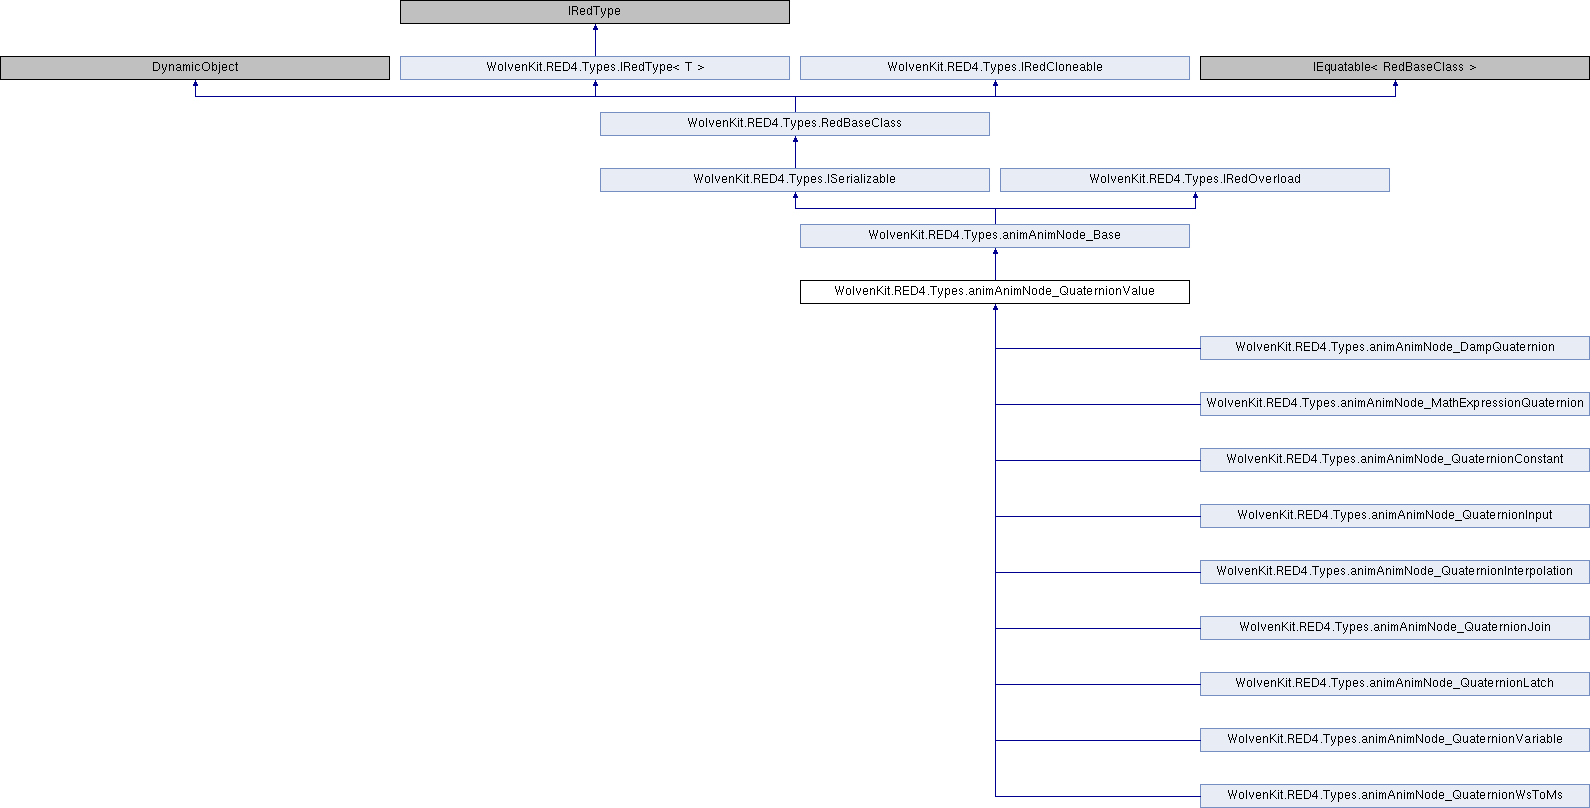 IRedType
DynamicObject
WolvenKit.RED4.Types.IRedType< T >
WolvenKit.RED4.Types.IRedCloneable
IEquatable< RedBaseClass >
WolvenKit.RED4.Types.RedBaseClass
WolvenKit.RED4.Types.ISerializable
WolvenKit.RED4.Types.IRedOverload
WolvenKit.RED4.Types.animAnimNode_Base
WolvenKit.RED4.Types.animAnimNode_QuaternionValue
WolvenKit.RED4.Types.animAnimNode_DampQuaternion
WolvenKit.RED4.Types.animAnimNode_MathExpressionQuaternion
WolvenKit.RED4.Types.animAnimNode_QuaternionConstant
WolvenKit.RED4.Types.animAnimNode_QuaternionInput
WolvenKit.RED4.Types.animAnimNode_QuaternionInterpolation
WolvenKit.RED4.Types.animAnimNode_QuaternionJoin
WolvenKit.RED4.Types.animAnimNode_QuaternionLatch
WolvenKit.RED4.Types.animAnimNode_QuaternionVariable
WolvenKit.RED4.Types.animAnimNode_QuaternionWsToMs